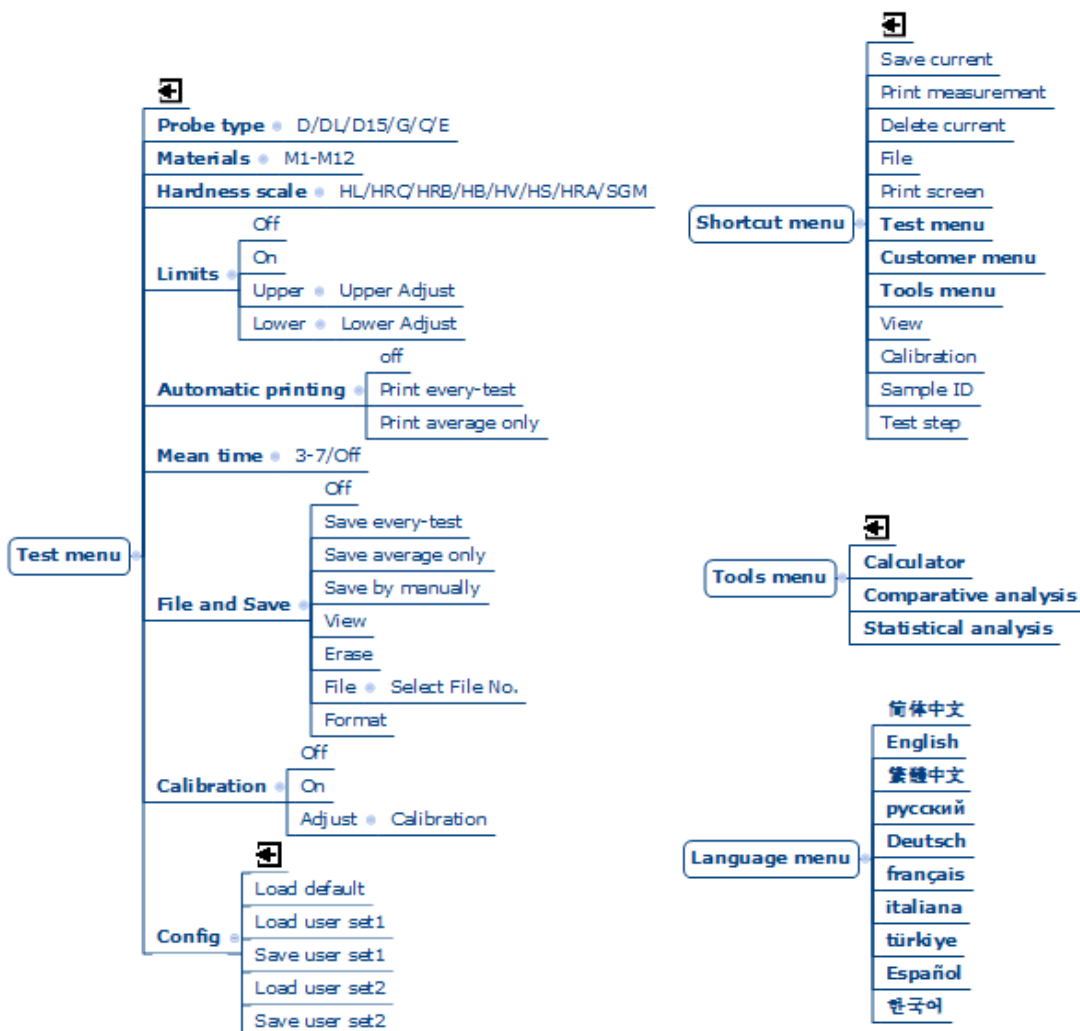 Probe type D/DL/D15/G/C/E
Materials M1-M12
Hardness scale HL/HRC/HRB/HB/HV/HS/HRA/SGM
Off
On
Limits
Upper Upper Adjust
Lower Lower Adjust
off
Automatic printing Print every-test
Print average only
Mean time 3-7/Off
Off
Save every-test
Test menu
Save average only
Save by manually
File and Save
View
Erase
File Select File No.
Format
Off
Calibration On
Adjust Calibration
Load default
Load user set1
Config
Save user set1
Load user set2
Save user set2
Save current
Print measurement
Delete current
File
Print screen
Shortcut menu Test menu
Customer menu
Tools menu
View
Calibration
Sample ID
Test step
Calculator
Tools menu
Comparative analysis
Statistical analysis
简体中文
English
繁體中文
русский
Deutsch
Language menu
français
italiana
türkiye
Español
한국어